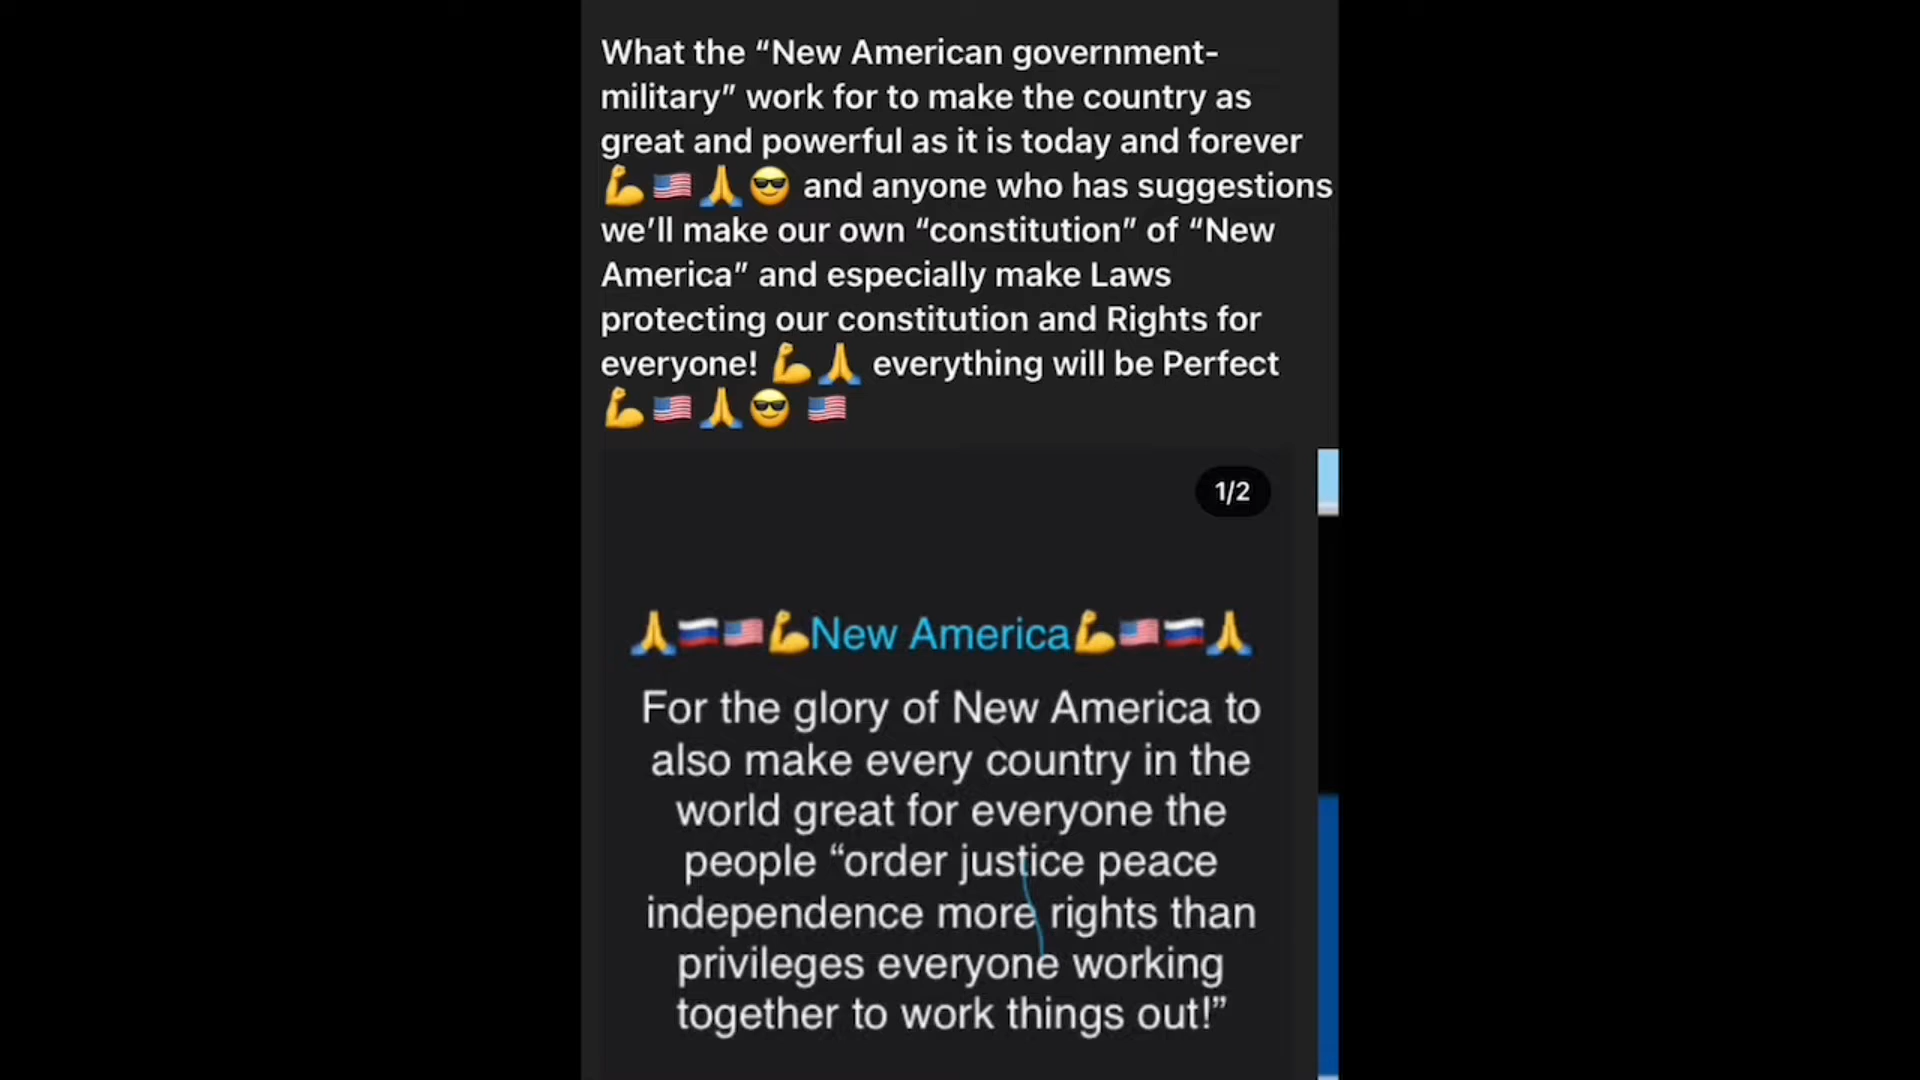 What the “New American government-
military” work for to make the country as
great and powerful as it is today and forever
💪🇺🇸🙏😎 and anyone who has suggestions
we’ll make our own “constitution” of “New
America” and especially make Laws
protecting our constitution and Rights for
everyone! 💪🙏 everything will be Perfect
💪🇺🇸🙏😎 🇺🇸
1/2
🙏🇷🇺🇺🇸💪New America💪🇺🇸🇷🇺🙏
For the glory of New America to
also make every country in the
world great for everyone the
people “order justice peace
independence more rights than
privileges everyone working
together to work things out!”